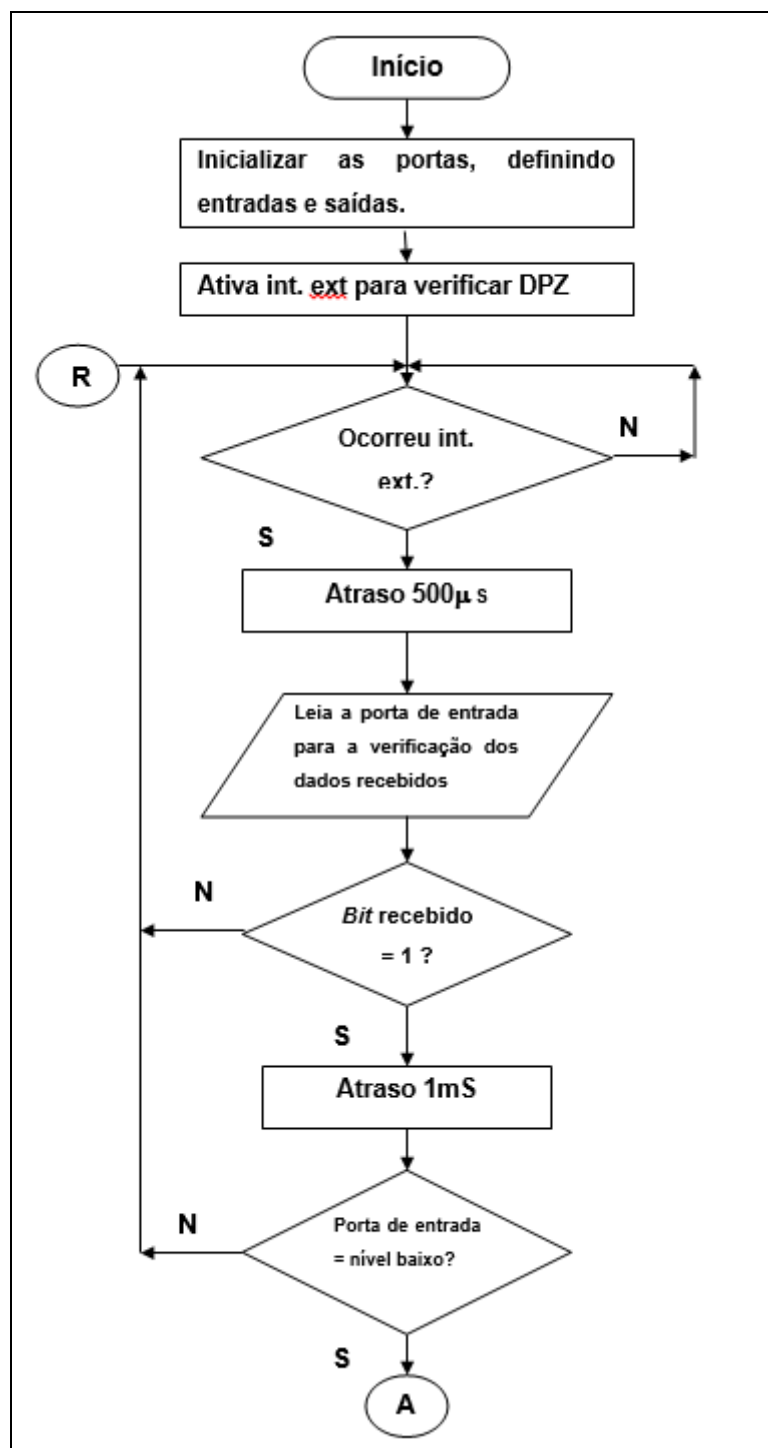 Início
Inicializar as portas, definindo
entradas e saídas.
Ativa int. ext para verificar DPZ
R
Ocorreu int.
ext.?
N
S
Atraso 500μ s
Leia a porta de entrada
para a verificação dos
dados recebidos
N
Bit recebido
= 1 ?
S
Atraso 1mS
N
Porta de entrada
= nível baixo?
S
A